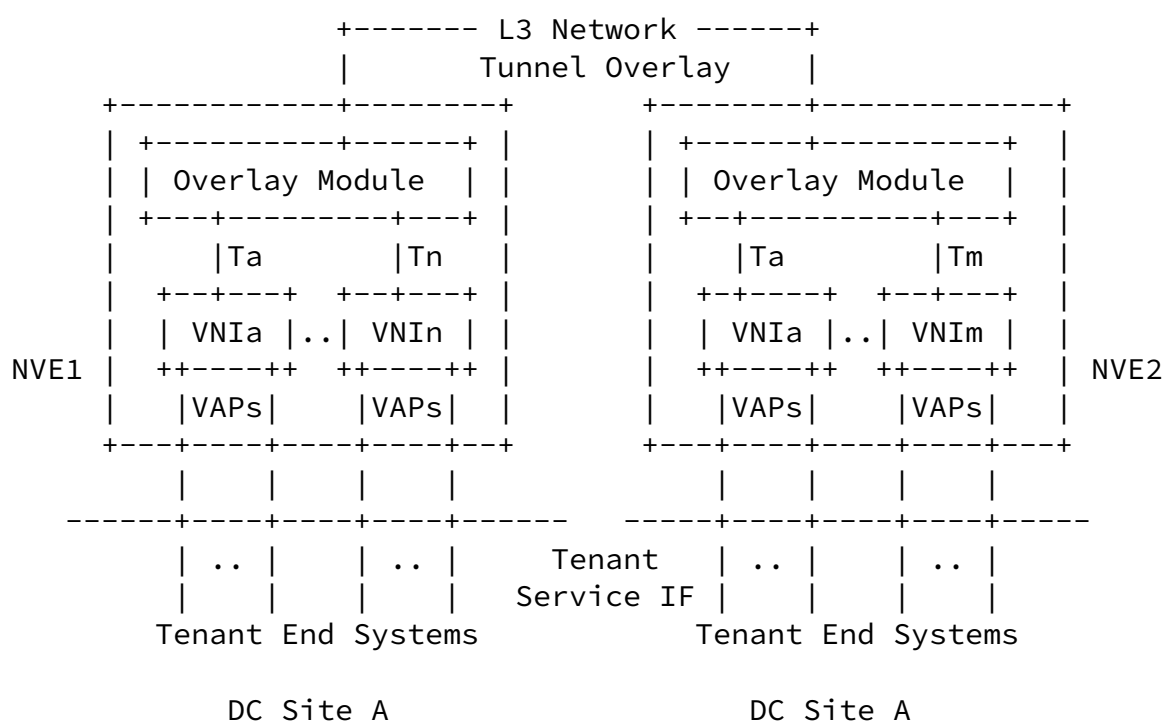 +------- L3 Network ------+
|       Tunnel Overlay    |
+------------+--------+       +--------+------------+
| +----------+------+ |       | +------+----------+ |
| | Overlay Module  | |       | | Overlay Module  | |
| +---+----------+---+ |       | +--+----------+---+ |
|     |Ta       |Tn   |       |    |Ta        |Tm   |
|  +--+---+  +--+---+ |       |  +-+----+  +--+---+ |
|  | VNIa |..| VNIn | |       |  | VNIa |..| VNIm | |
NVE1 |  ++----++  ++----++ |       |  ++----++  ++----++ | NVE2
|   |VAPs|    |VAPs|  |       |   |VAPs|    |VAPs|  |
+---+----+----+----+--+       +---+----+----+----+---+
|    |    |    |              |    |    |    |
------+----+----+----+------   -----+----+----+----+-----
| .. |    | .. |     Tenant    | .. |    | .. |
|    |    |    |   Service IF |    |    |    |
Tenant End Systems            Tenant End Systems
DC Site A                     DC Site A